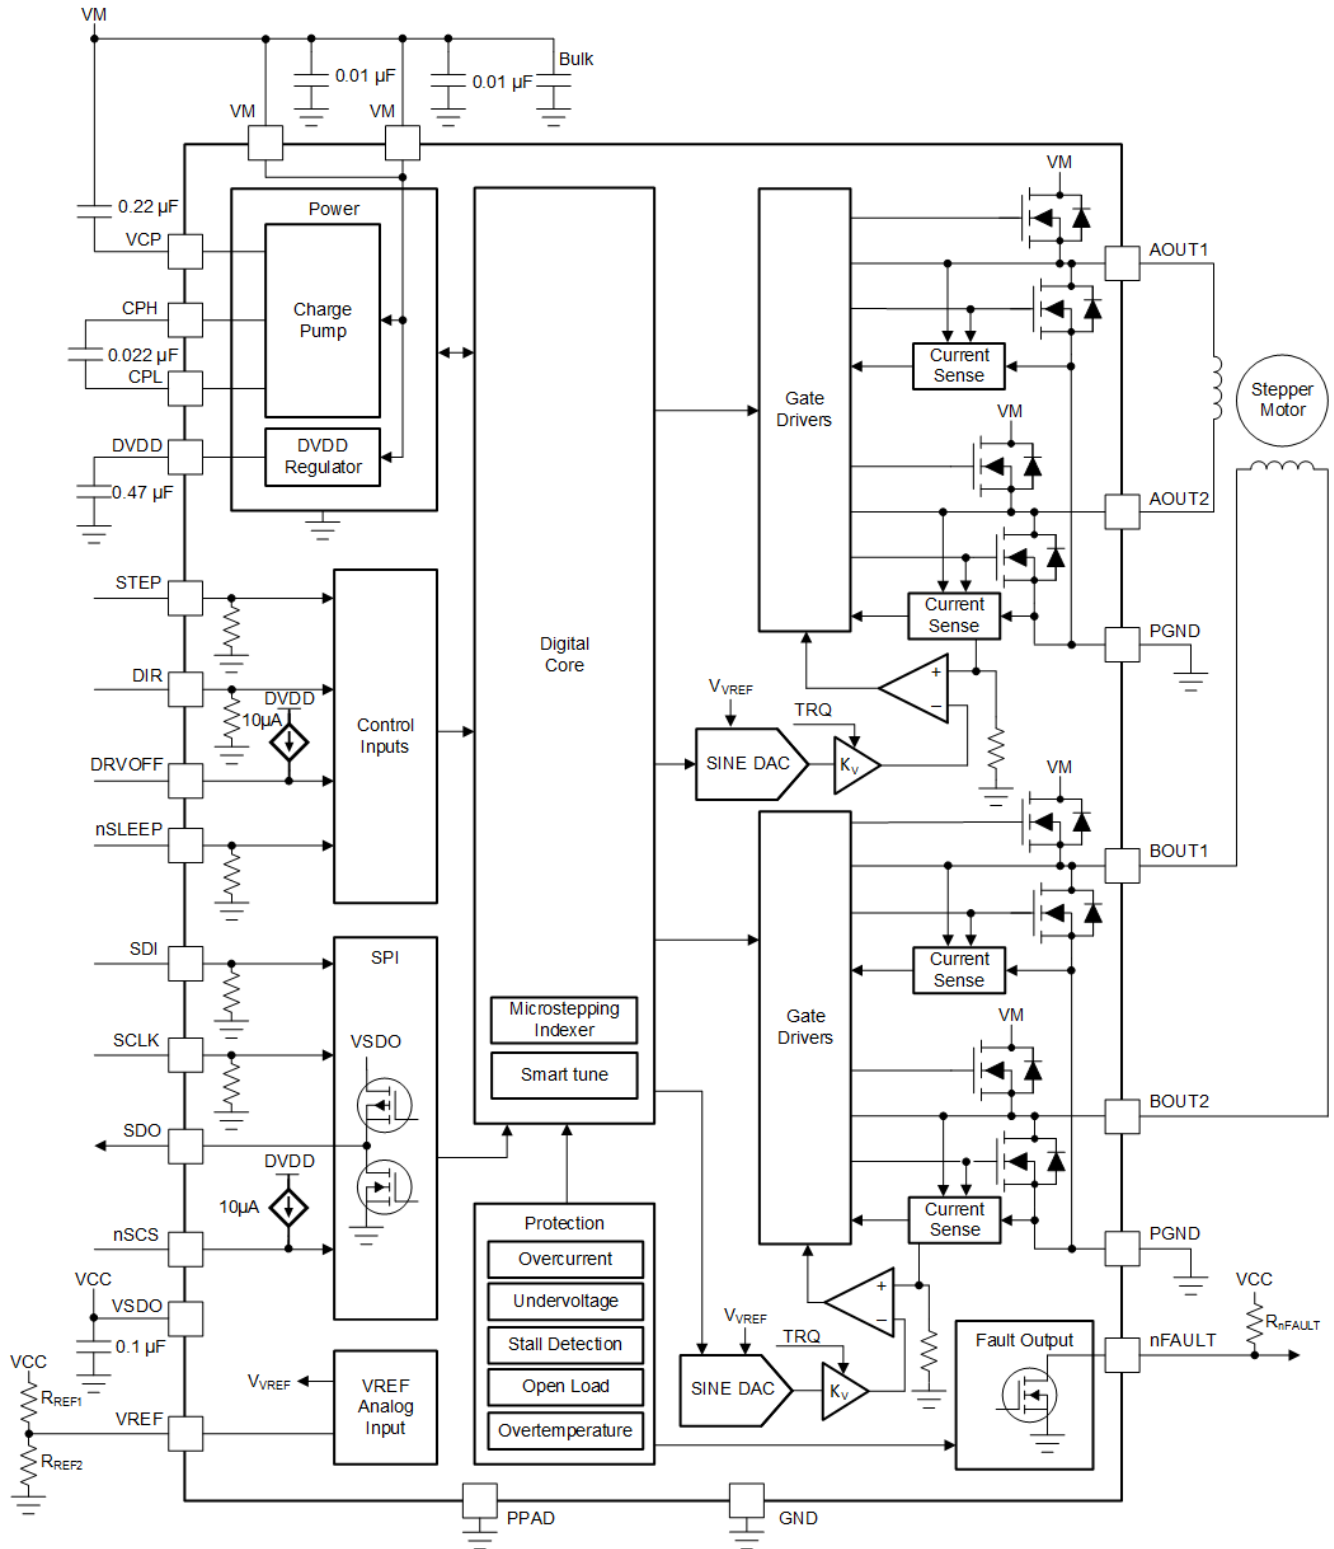 VM
0.01 µF
0.01 µF
Bulk
VM
VM
0.22 µF
VCP
CPH
0.022 µF
CPL
DVDD
0.47 µF
Power
Charge
Pump
DVDD
Regulator
STEP
DIR
DVDD
10µA
DRVOFF
nSLEEP
Control
Inputs
SDI
SCLK
SDO
DVDD
10µA
nSCS
SPI
VSDO
VCC
VSDO
0.1 µF
VCC
RREF1
VREF
RREF2
VVREF
VREF
Analog
Input
Digital
Core
Microstepping
Indexer
Smart tune
Protection
Overcurrent
Undervoltage
Stall Detection
Open Load
Overtemperature
PPAD
GND
Gate
Drivers
VM
AOUT1
Current
Sense
VM
AOUT2
Current
Sense
PGND
Stepper
Motor
+
−
VVREF
TRQ
SINE DAC
KV
Gate
Drivers
VM
BOUT1
Current
Sense
VM
BOUT2
Current
Sense
PGND
+
−
VVREF
TRQ
SINE DAC
KV
Fault Output
VCC
RnFAULT
nFAULT